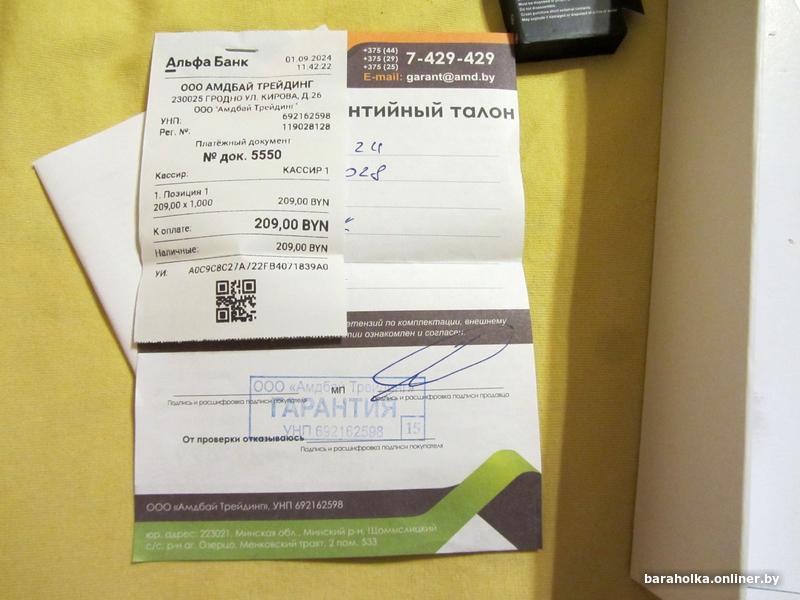 Альфа Банк
01.09.2024
11:42:22
ООО АМДБАЙ ТРЕЙДИНГ
230025 ГРОДНО УЛ. КИРОВА, Д.26
ООО "Амдбай Трейдинг"
УНП: 692162598
Рег. №: 119028128
Платёжный документ
№ док. 5550
Кассир: КАССИР 1
1. Позиция 1
209,00 x 1,000 209,00 BYN
К оплате: 209,00 BYN
Наличные: 209,00 BYN
УИ: A0C9C8C27A722FB4071839A0
+375 (44)
+375 (29) 7-429-429
+375 (25)
E-mail: garant@amd.by
нтийный талон
24
028
етензий по комплектации, внешнему
тии ознакомлен и согласен.
МП
Подпись и расшифровка подписи покупателя
подпись и расшифровка подписи продавца
ООО «Амдбай Трейдинг»
ГАРАНТИЯ
УНП 692162598 15
От проверки отказываюсь
Подпись и расшифровка подписи покупателя
ООО «Амдбай Трейдинг», УНП 692162598
юр. адрес: 223021, Минская обл., Минский р-н, Щомыслицкий
с/с, р-н аг. Озерцо, Менковский тракт, 2 пом. 533
baraholka.onliner.by